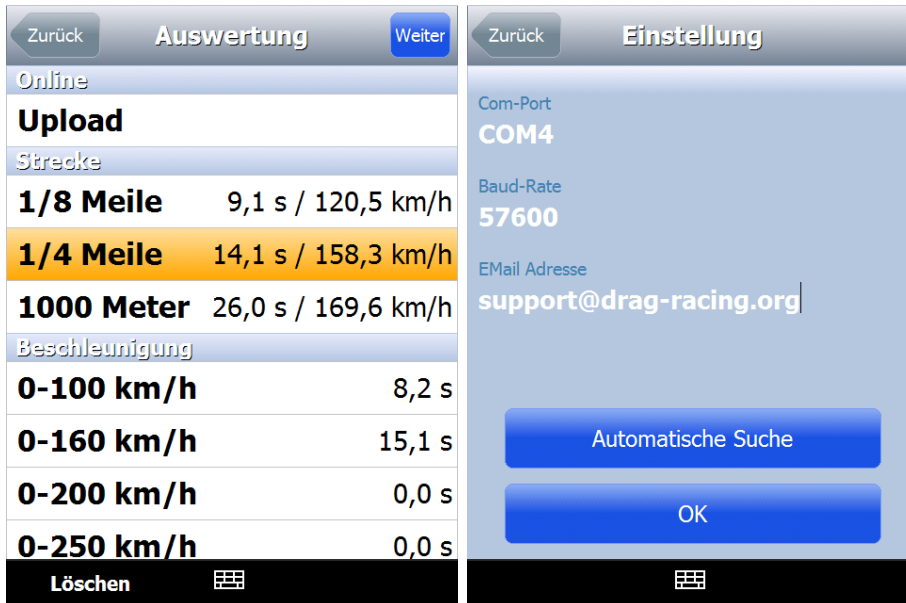 Zurück Auswertung Weiter
Online
Upload
Strecke
1/8 Meile 9,1 s / 120,5 km/h
1/4 Meile 14,1 s / 158,3 km/h
1000 Meter 26,0 s / 169,6 km/h
Beschleunigung
0-100 km/h 8,2 s
0-160 km/h 15,1 s
0-200 km/h 0,0 s
0-250 km/h 0,0 s
Löschen
Zurück Einstellung
Com-Port
COM4
Baud-Rate
57600
EMail Adresse
support@drag-racing.org
Automatische Suche
OK